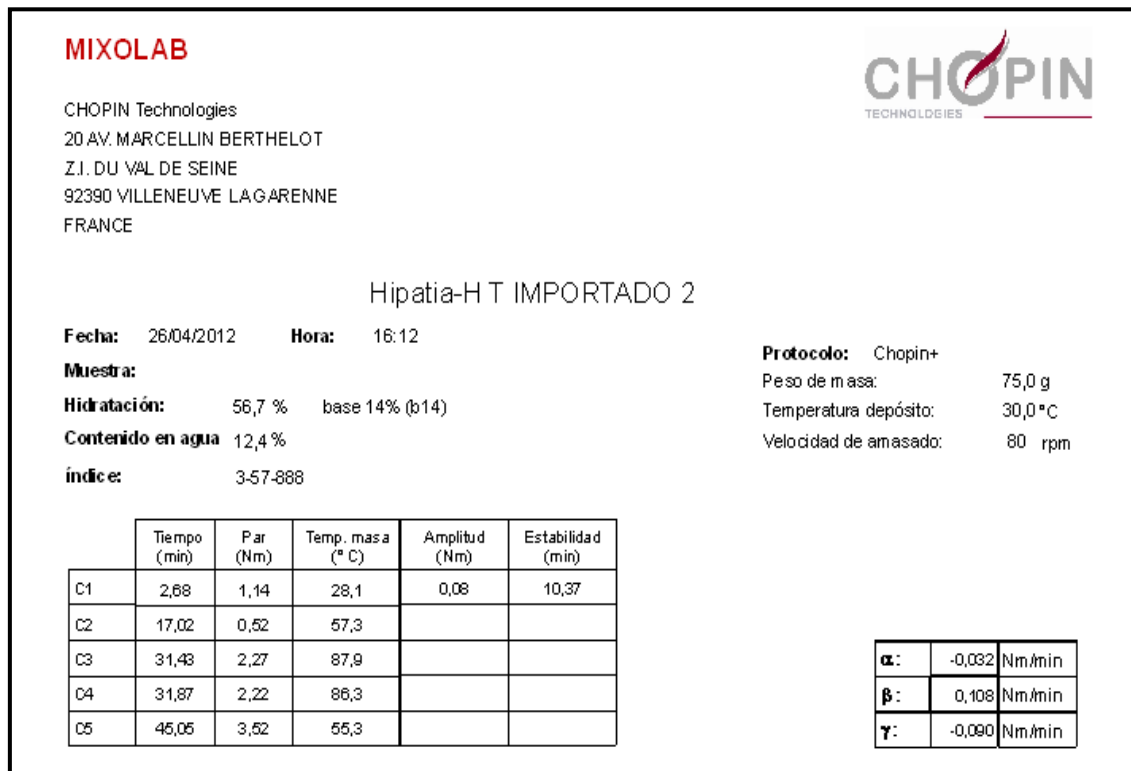 MIXOLAB
CHOPIN
TECHNOLOGIES
CHOPIN Technologies
20 AV. MARCELLIN BERTHELOT
Z.I. DU VAL DE SEINE
92390 VILLENEUVE LAGARENNE
FRANCE
Hipatia-H T IMPORTADO 2
Fecha: 26/04/2012 Hora: 16:12
Muestra:
Hidratación: 56,7 % base 14% (b14)
Contenido en agua 12,4 %
índice: 3-57-888
Protocolo: Chopin+
Peso de masa: 75,0 g
Temperatura depósito: 30,0 °C
Velocidad de amasado: 80 rpm
Tiempo (min) Par (Nm) Temp. masa (° C) Amplitud (Nm) Estabilidad (min)
C1 2,68 1,14 28,1 0,08 10,37
C2 17,02 0,52 57,3
C3 31,43 2,27 87,9
C4 31,87 2,22 86,3
C5 45,05 3,52 55,3
α: -0,032 Nm/min
β: 0,108 Nm/min
γ: -0,090 Nm/min